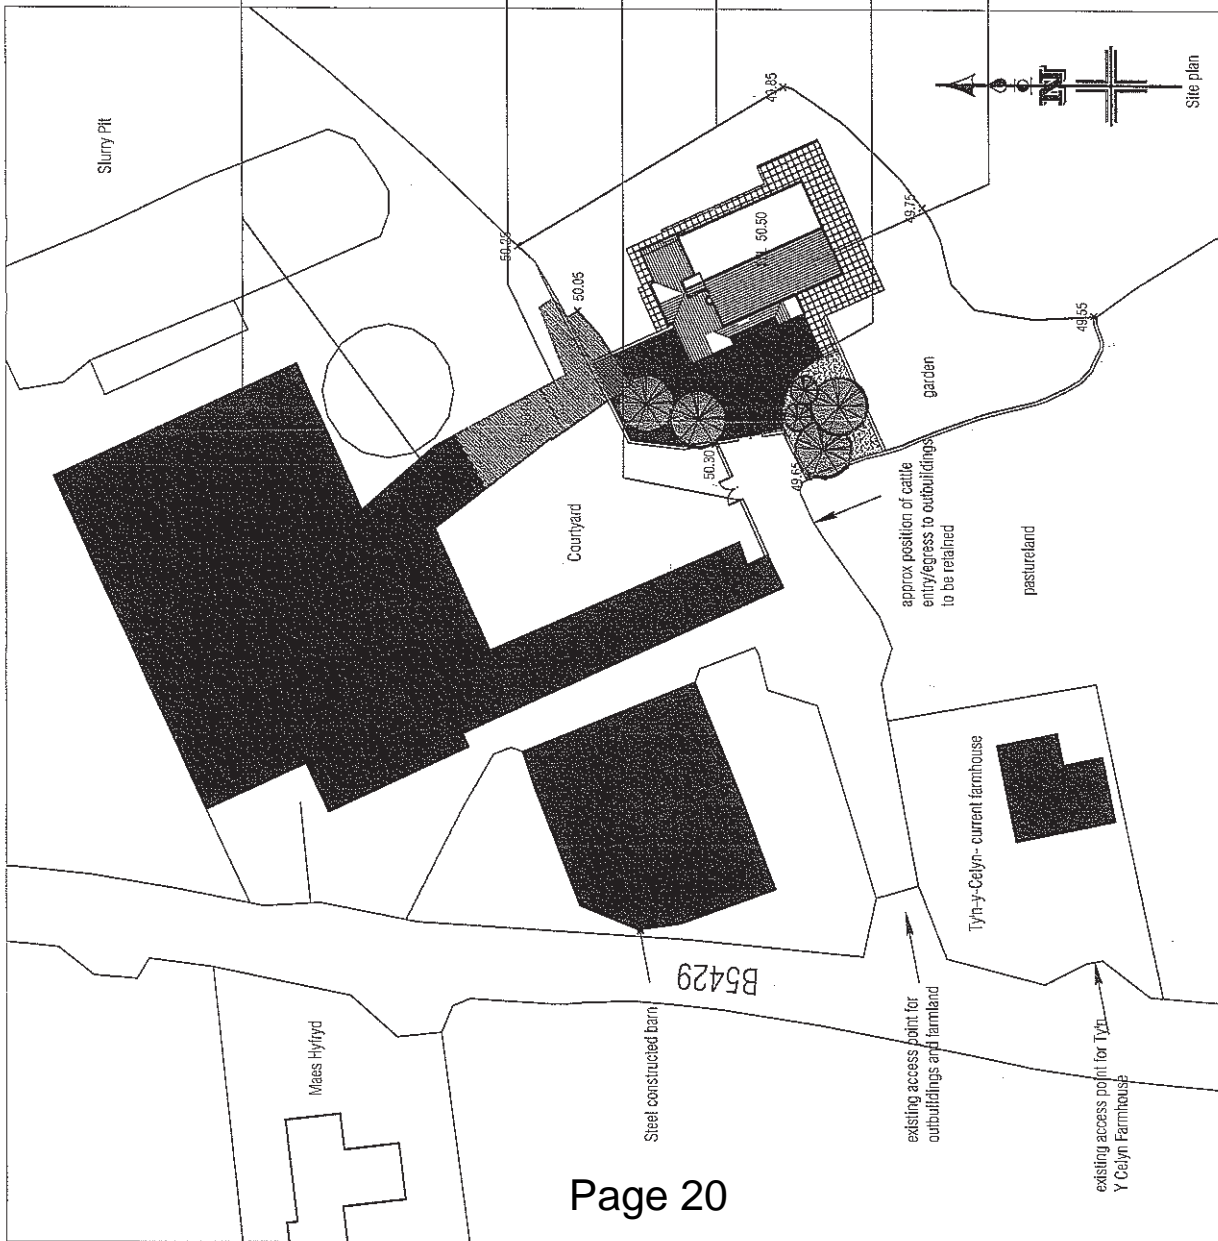 Slurry Pit
49.85
N
Site plan
50.25
50.05
50.50
49.75
49.55
garden
50.30
49.65
Courtyard
approx position of cattle
entry/egress to outbuildings
to be retained
pastureland
Ty'n-y-Celyn- current farmhouse
B5429
Maes Hyfryd
Steel constructed barn
existing access point for
outbuildings and farmland
existing access point for Ty'n
Y Celyn Farmhouse
Page 20